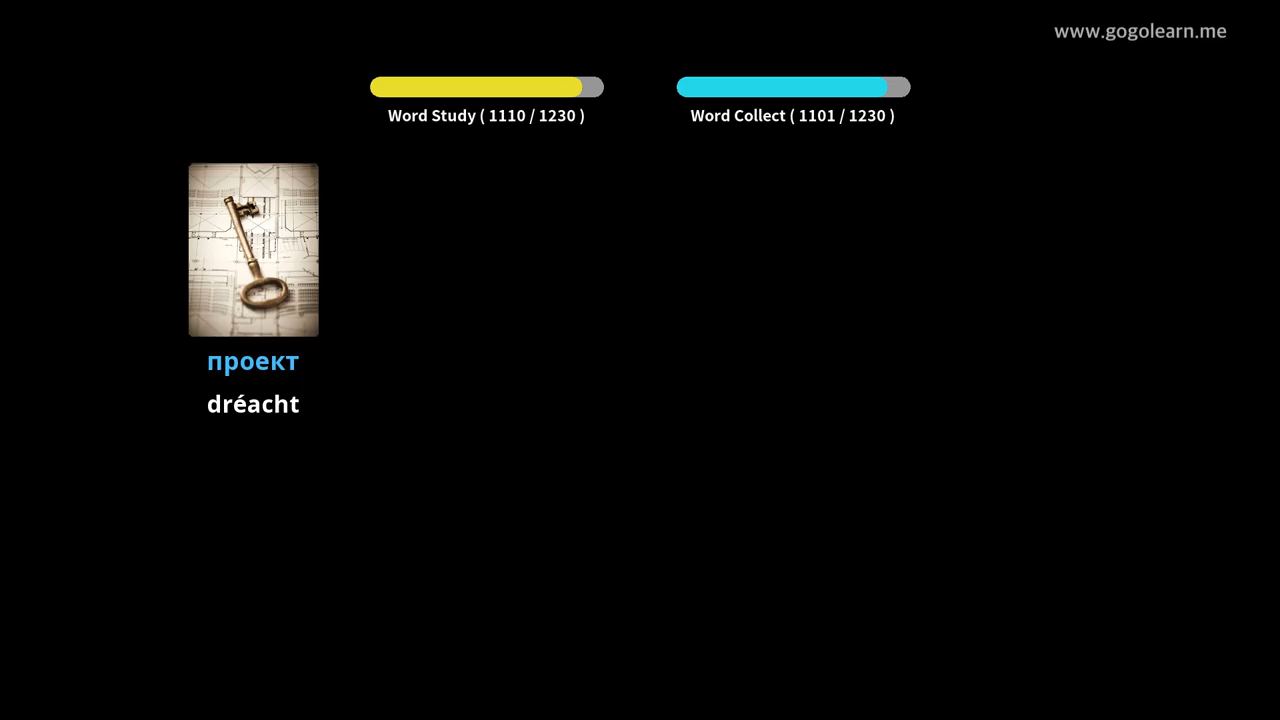 www.gogolearn.me
Word Study ( 1110 / 1230 )
Word Collect ( 1101 / 1230 )
проект
dréacht